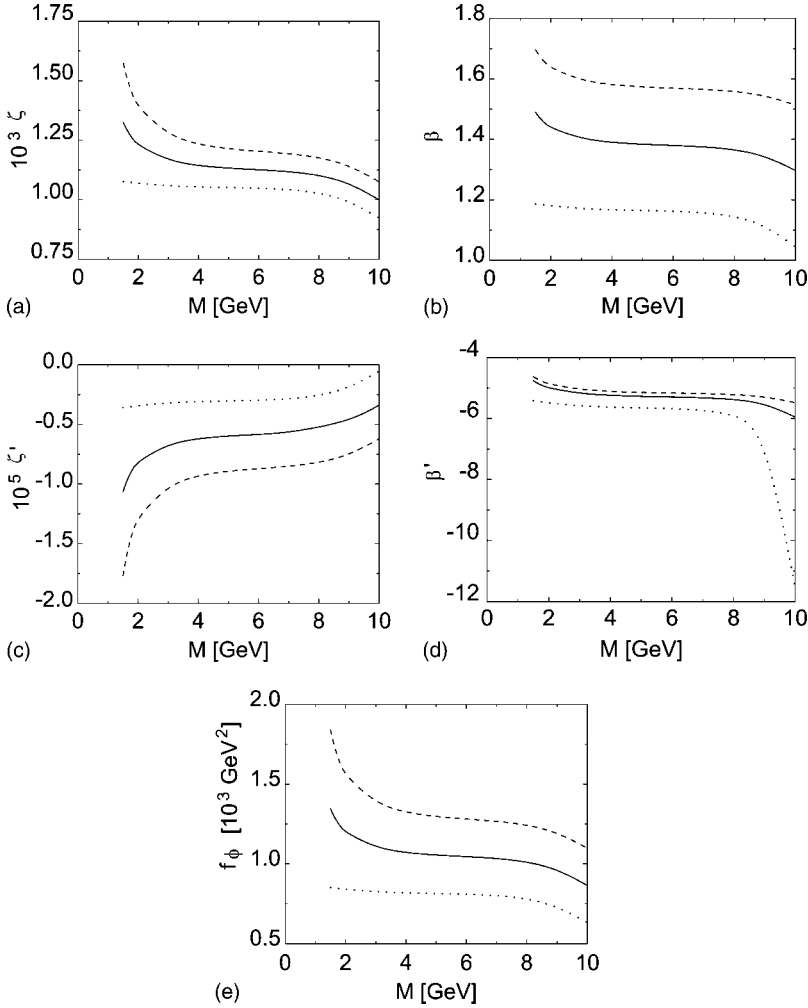 1.75
1.50
1.25
1.00
0.75
10³ ζ
0 2 4 6 8 10
M [GeV]
(a)
1.8
1.6
1.4
1.2
1.0
β
0 2 4 6 8 10
M [GeV]
(b)
0.0
-0.5
-1.0
-1.5
-2.0
10⁵ ζ'
0 2 4 6 8 10
M [GeV]
(c)
-4
-6
-8
-10
-12
β'
0 2 4 6 8 10
M [GeV]
(d)
2.0
1.5
1.0
0.5
f_ϕ [10³ GeV²]
0 2 4 6 8 10
M [GeV]
(e)